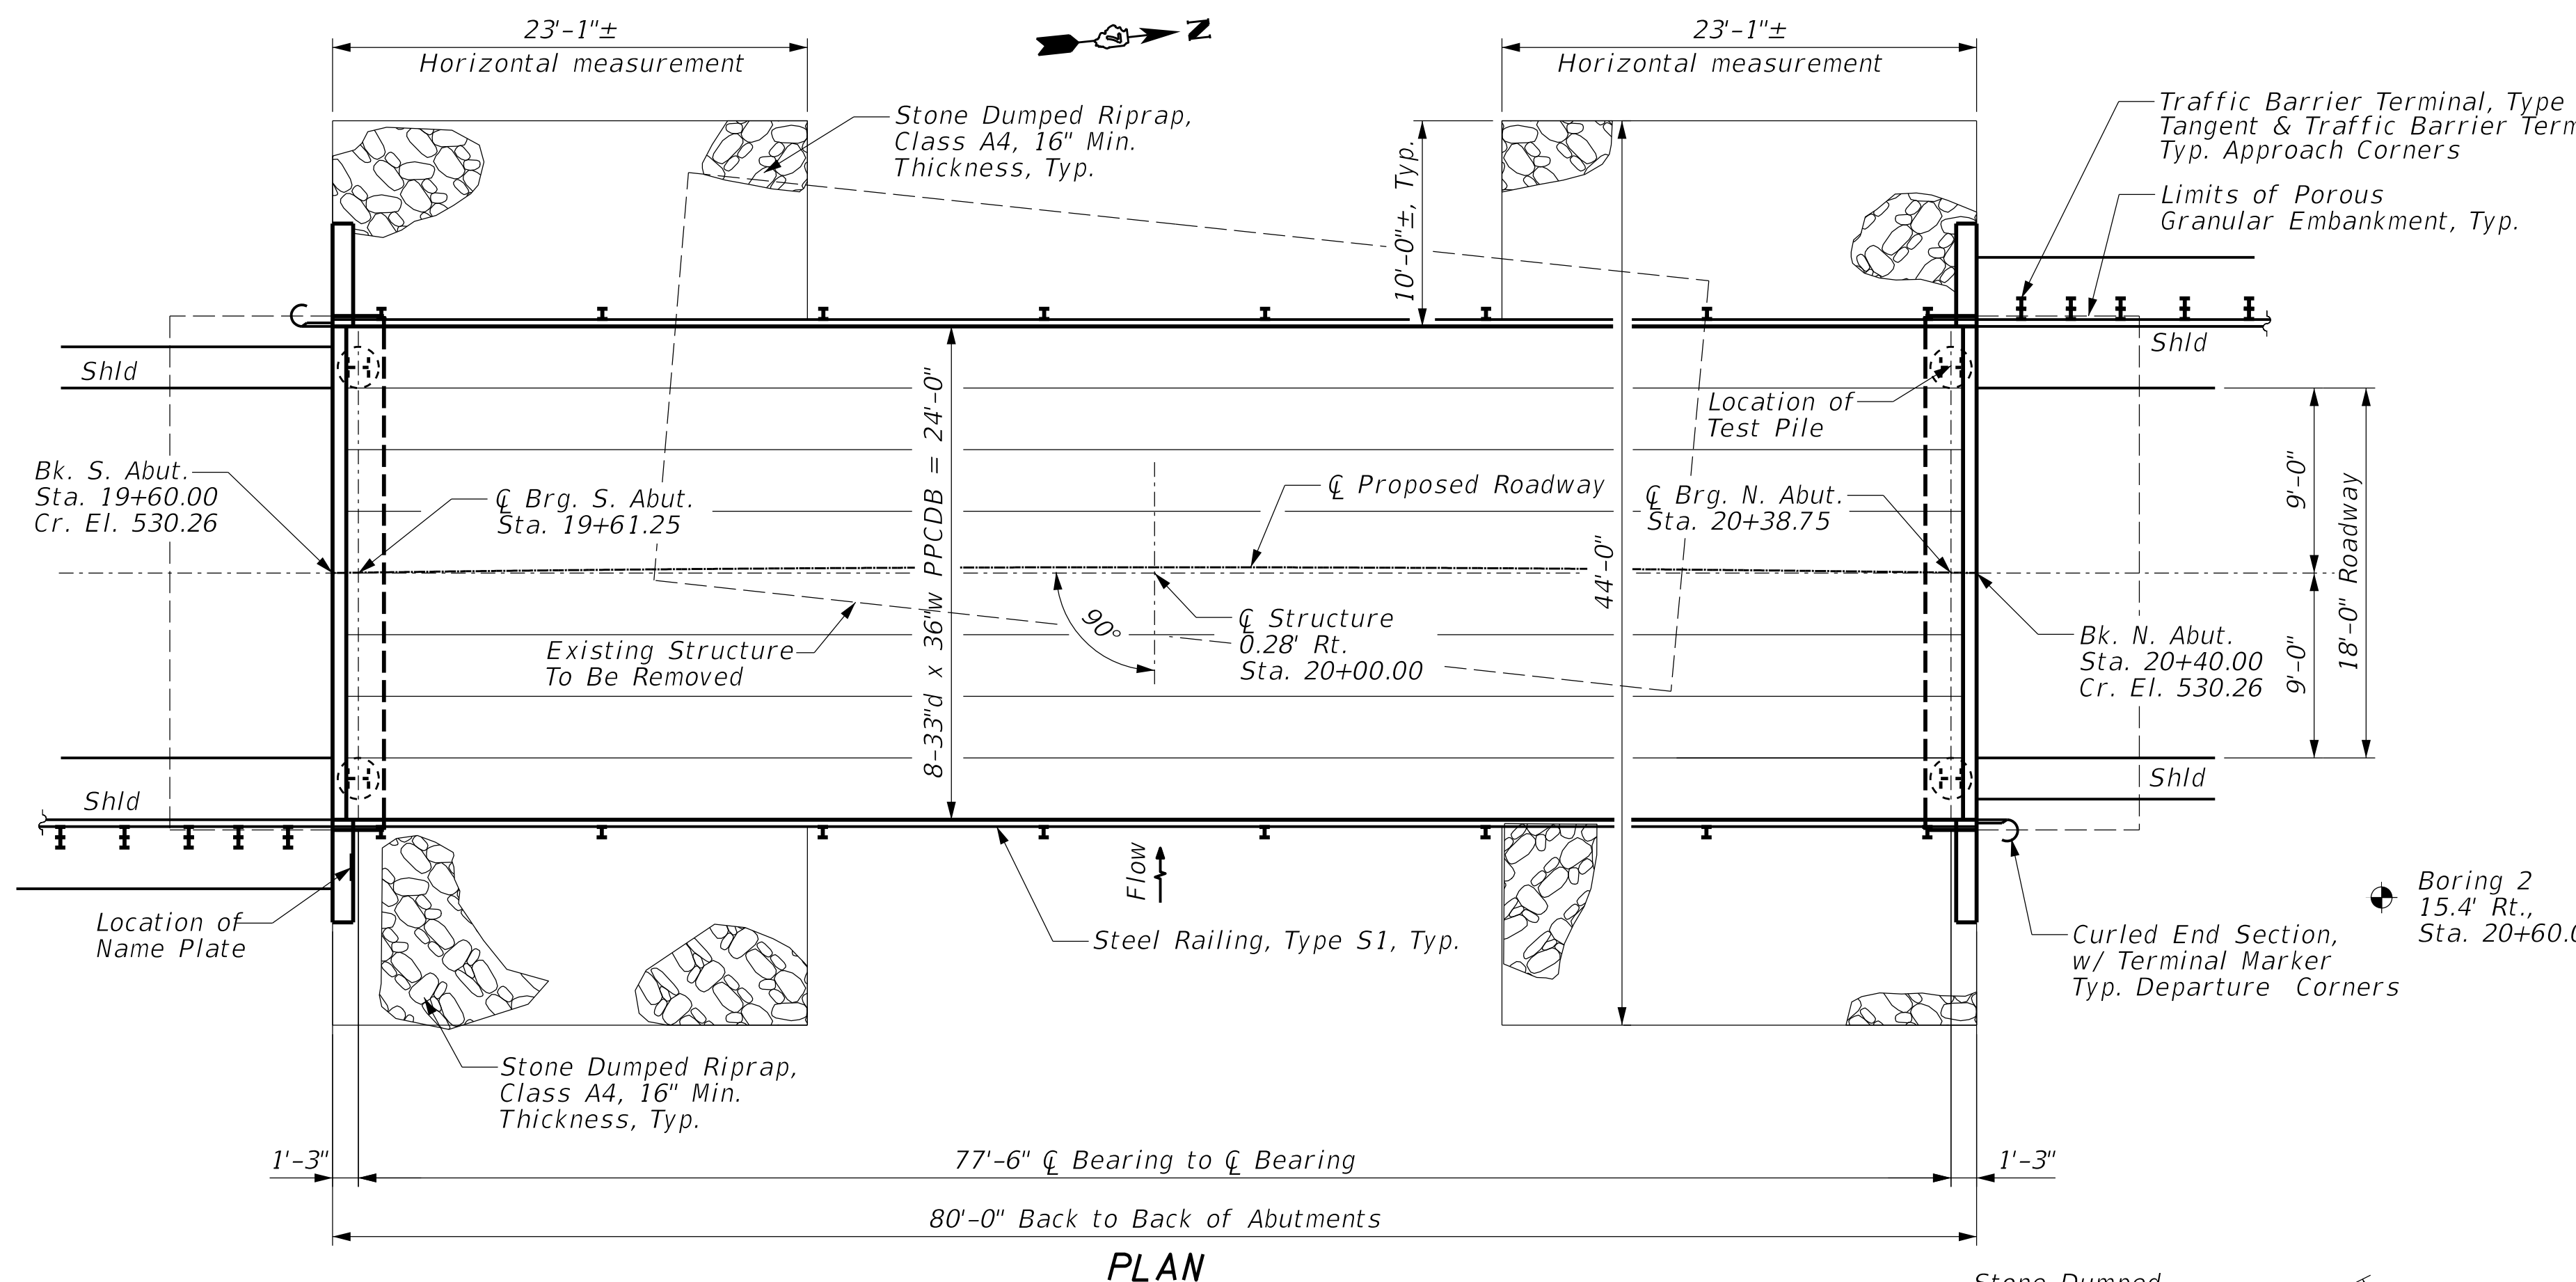 23'-1"±
Horizontal measurement
N
23'-1"±
Horizontal measurement
Stone Dumped Riprap,
Class A4, 16" Min.
Thickness, Typ.
10'-0"±, Typ.
Traffic Barrier Terminal, Type
Tangent & Traffic Barrier
Typ. Approach Corners
Limits of Porous
Granular Embankment, Typ.
Shld
Shld
Location of
Test Pile
Bk. S. Abut.
Sta. 19+60.00
Cr. El. 530.26
℄ Brg. S. Abut.
Sta. 19+61.25
8-33"d x 36"w PPCDB = 24'-0"
℄ Proposed Roadway
℄ Brg. N. Abut.
Sta. 20+38.75
44'-0"
9'-0"
18'-0" Roadway
9'-0"
90°
℄ Structure
0.28' Rt.
Sta. 20+00.00
Existing Structure
To Be Removed
Bk. N. Abut.
Sta. 20+40.00
Cr. El. 530.26
Shld
Shld
Flow
Location of
Name Plate
Steel Railing, Type S1, Typ.
Curled End Section,
w/ Terminal Marker
Typ. Departure Corners
Boring 2
15.4' Rt.,
Sta. 20+60.0
Stone Dumped Riprap,
Class A4, 16" Min.
Thickness, Typ.
1'-3"
77'-6" ℄ Bearing to ℄ Bearing
1'-3"
80'-0" Back to Back of Abutments
PLAN
Stone Dumped